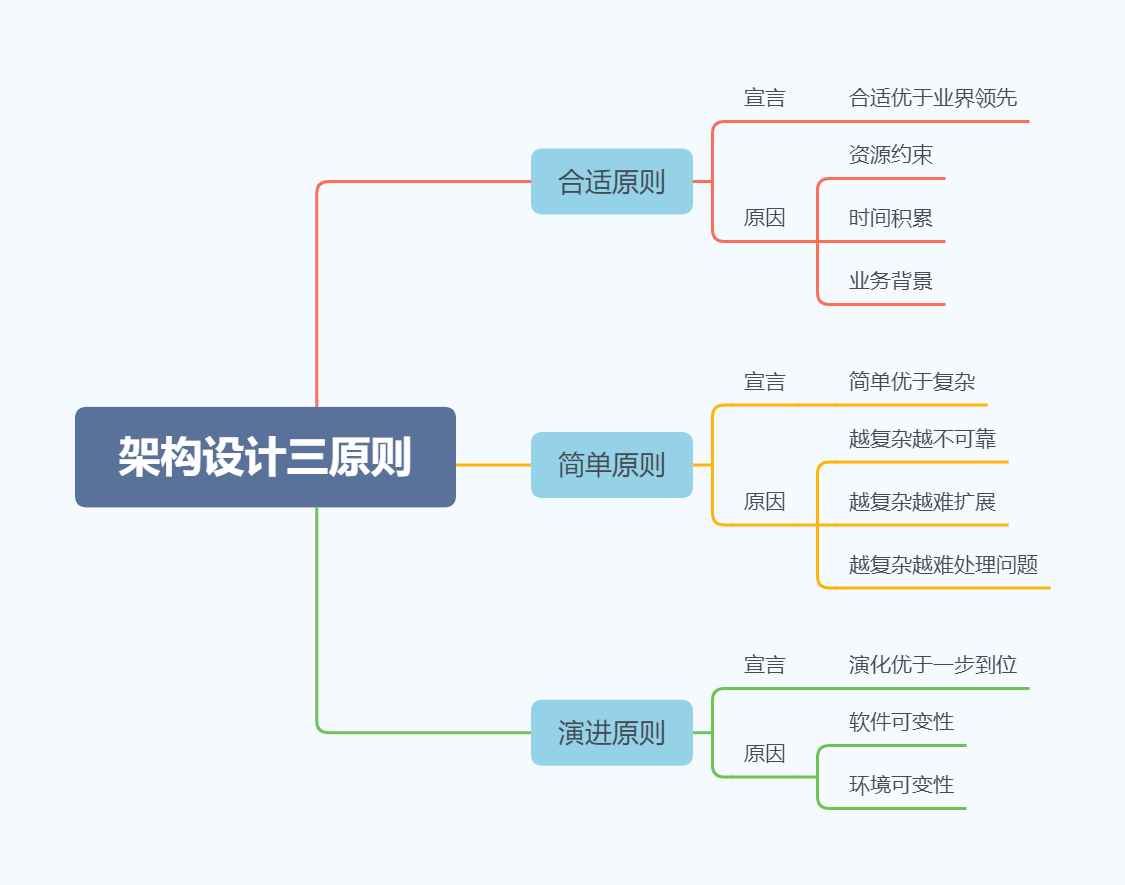 架构设计三原则
合适原则
宣言
合适优于业界领先
原因
资源约束
时间积累
业务背景
简单原则
宣言
简单优于复杂
原因
越复杂越不可靠
越复杂越难扩展
越复杂越难处理问题
演进原则
宣言
演化优于一步到位
原因
软件可变性
环境可变性